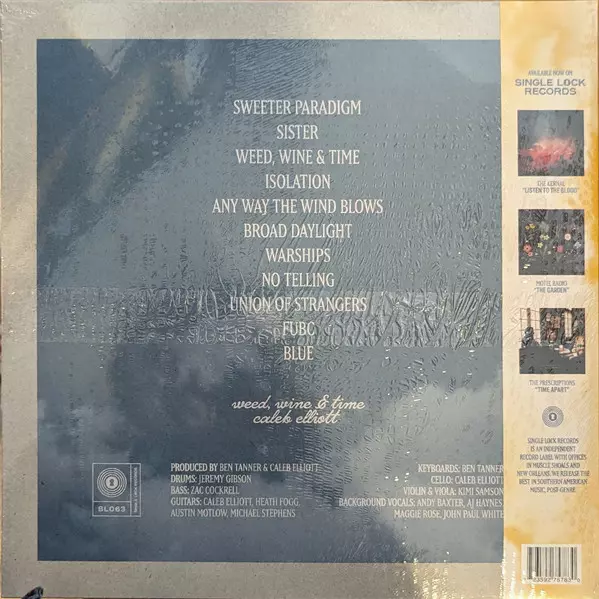 SWEETER PARADIGM
SISTER
WEED, WINE & TIME
ISOLATION
ANY WAY THE WIND BLOWS
BROAD DAYLIGHT
WARSHIPS
NO TELLING
UNION OF STRANGERS
FUBC
BLUE
weed, wine & time
caleb elliott
SL063
PRODUCED BY BEN TANNER & CALEB ELLIOTT
DRUMS: JEREMY GIBSON
BASS: ZAC COCKRELL
GUITARS: CALEB ELLIOTT, HEATH FOGG,
AUSTIN MOTLOW, MICHAEL STEPHENS
KEYBOARDS: BEN TANNER
CELLO: CALEB ELLIOTT
VIOLIN & VIOLA: KIMI SAMSON
BACKGROUND VOCALS: ANDY BAXTER, AJ HAYNES
MAGGIE ROSE, JOHN PAUL WHITE
AVAILABLE NOW ON
SINGLE LOCK
RECORDS
THE KERNAL
"LISTEN TO THE BLOOD"
MOTEL RADIO
"THE GARDEN"
THE PRESCRIPTIONS
"TIME APART"
SINGLE LOCK RECORDS
IS AN INDEPENDENT
RECORD LABEL WITH OFFICES
IN MUSCLE SHOALS AND
NEW ORLEANS. WE RELEASE THE
BEST IN SOUTHERN AMERICAN
MUSIC, POST-GENRE.